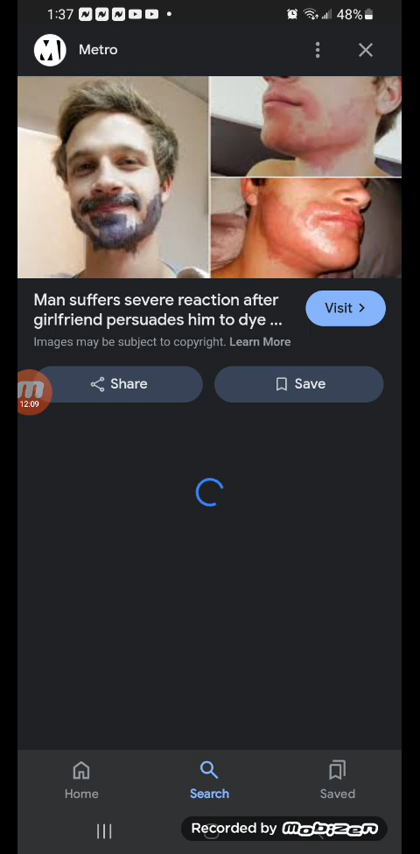 1:37
48%
Metro
Man suffers severe reaction after
girlfriend persuades him to dye ...
Visit >
Images may be subject to copyright. Learn More
Share
Save
m
12:09
Home
Search
Saved
Recorded by mobizen